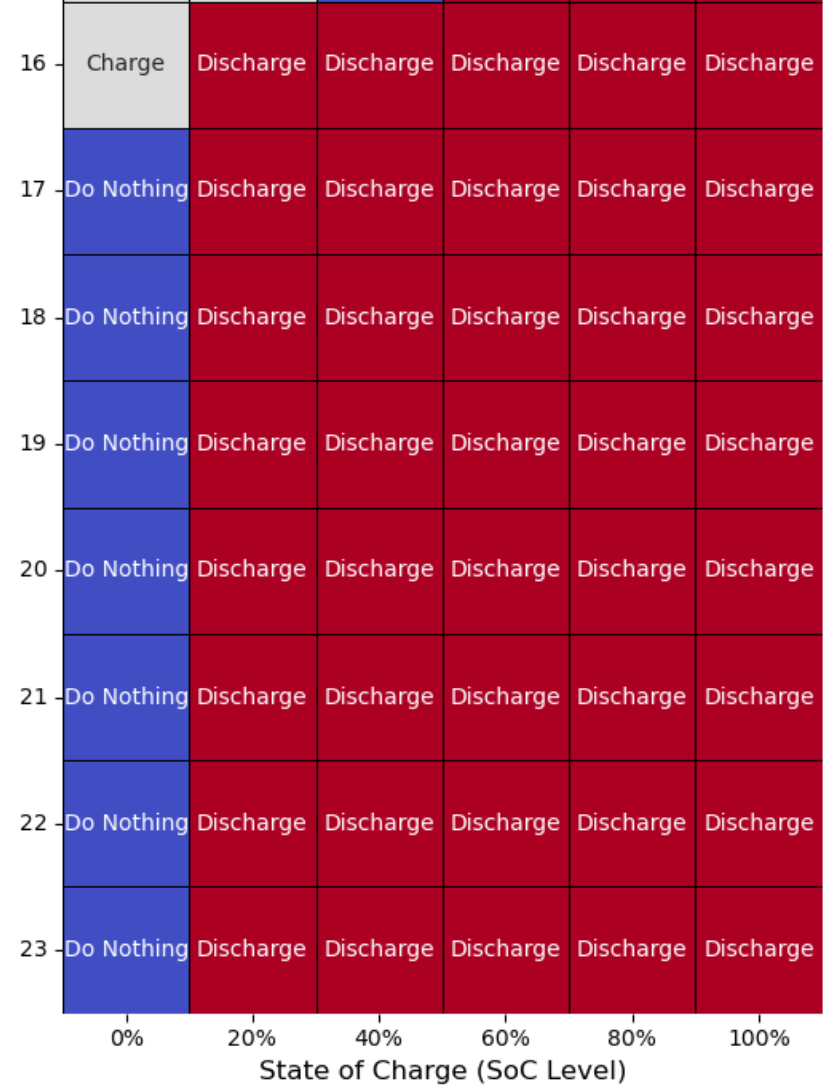 16 Charge Discharge Discharge Discharge Discharge Discharge
17 Do Nothing Discharge Discharge Discharge Discharge Discharge
18 Do Nothing Discharge Discharge Discharge Discharge Discharge
19 Do Nothing Discharge Discharge Discharge Discharge Discharge
20 Do Nothing Discharge Discharge Discharge Discharge Discharge
21 Do Nothing Discharge Discharge Discharge Discharge Discharge
22 Do Nothing Discharge Discharge Discharge Discharge Discharge
23 Do Nothing Discharge Discharge Discharge Discharge Discharge
0% 20% 40% 60% 80% 100%
State of Charge (SoC Level)